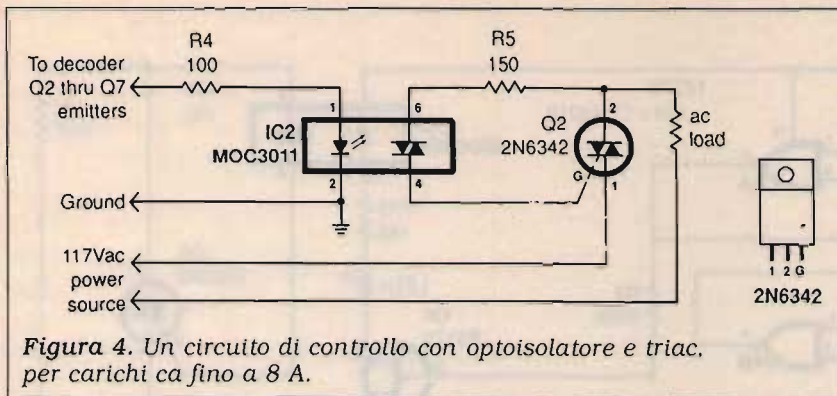 R4
100
R5
150
To decoder
Q2 thru Q7
emitters
1
6
2
IC2
MOC3011
Q2
2N6342
ac
load
G
2
4
1
Ground
117Vac
power
source
1 2 G
2N6342
Figura 4. Un circuito di controllo con optoisolatore e triac,
per carichi ca fino a 8 A.